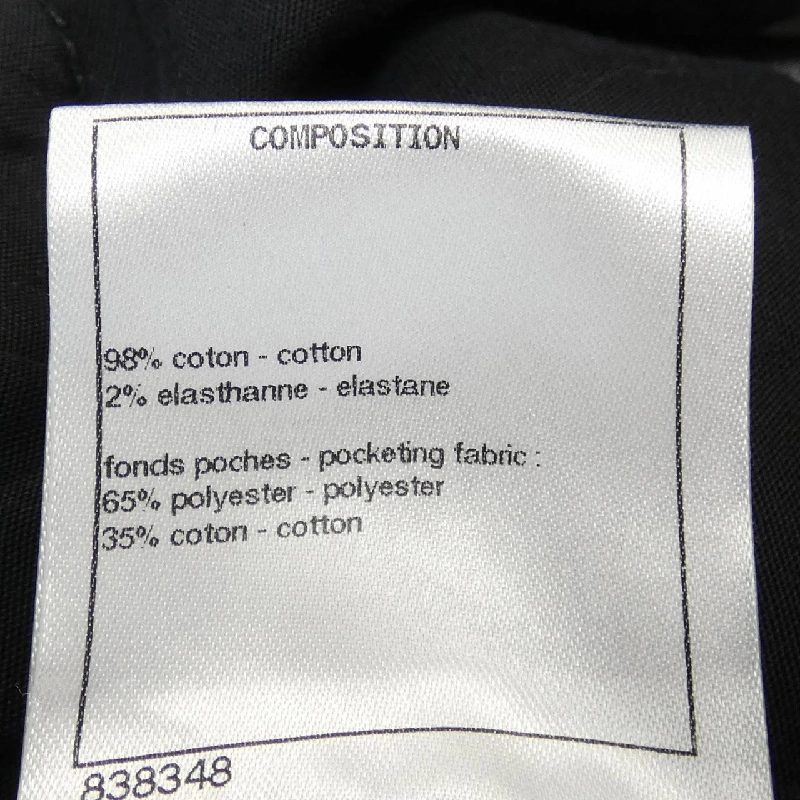 COMPOSITION
98% coton - cotton
2% elasthanne - elastane
fonds poches - pocketing fabric :
65% polyester - polyester
35% coton - cotton
838348